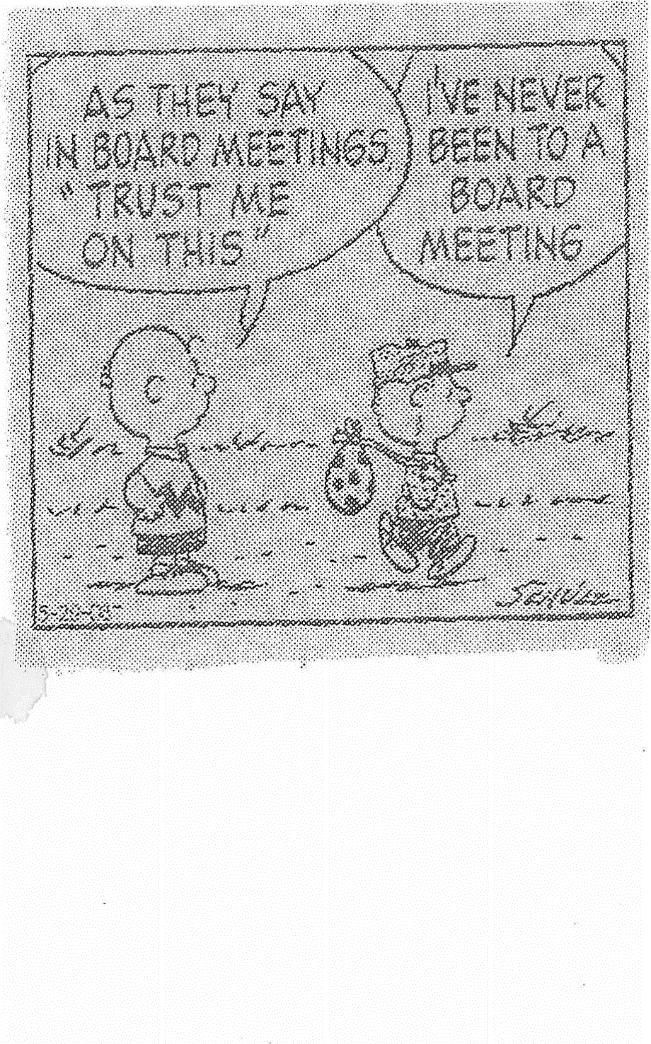 AS THEY SAY
IN BOARD MEETINGS,
"TRUST ME
ON THIS"
I'VE NEVER
BEEN TO A
BOARD
MEETING